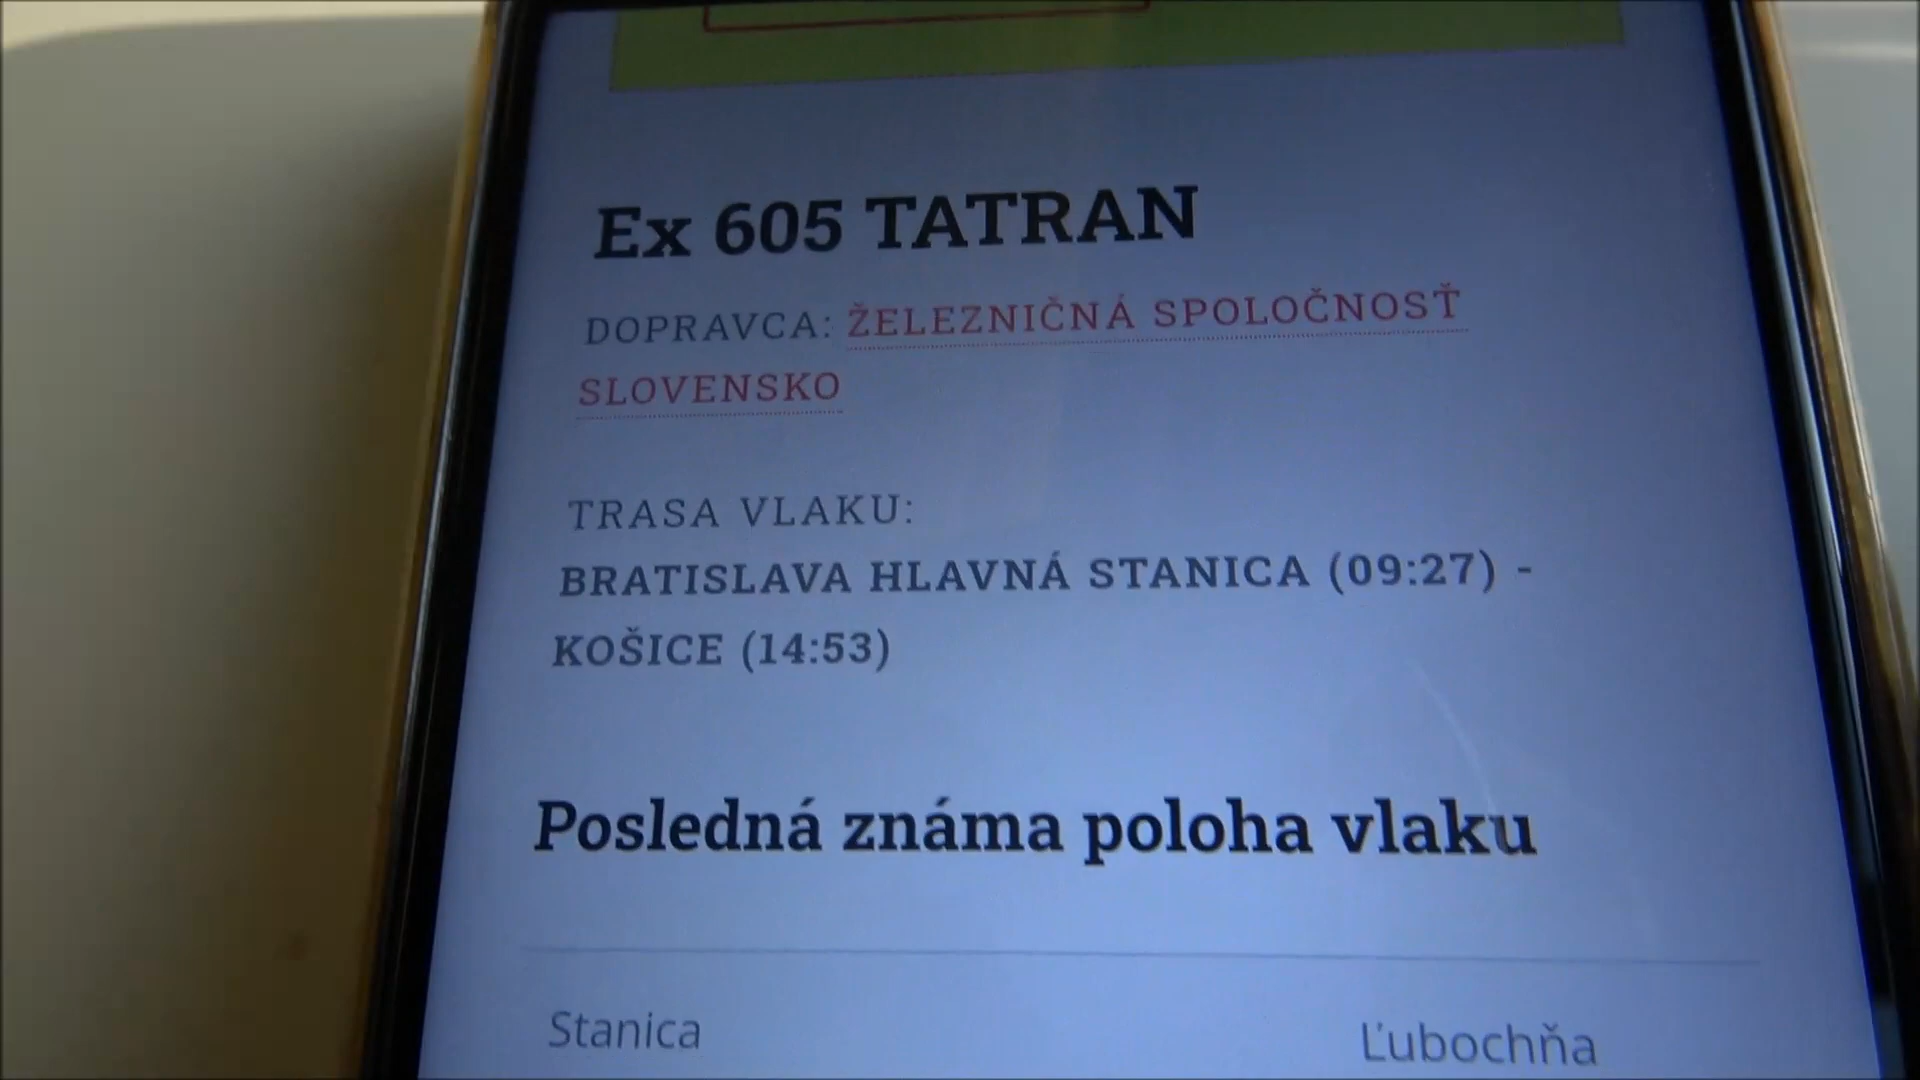 Ex 605 TATRAN
DOPRAVCA: ŽELEZNIČNÁ SPOLOČNOSŤ
SLOVENSKO
TRASA VLAKU:
BRATISLAVA HLAVNÁ STANICA (09:27) -
KOŠICE (14:53)
Posledná známa poloha vlaku
Stanica Ľubochňa